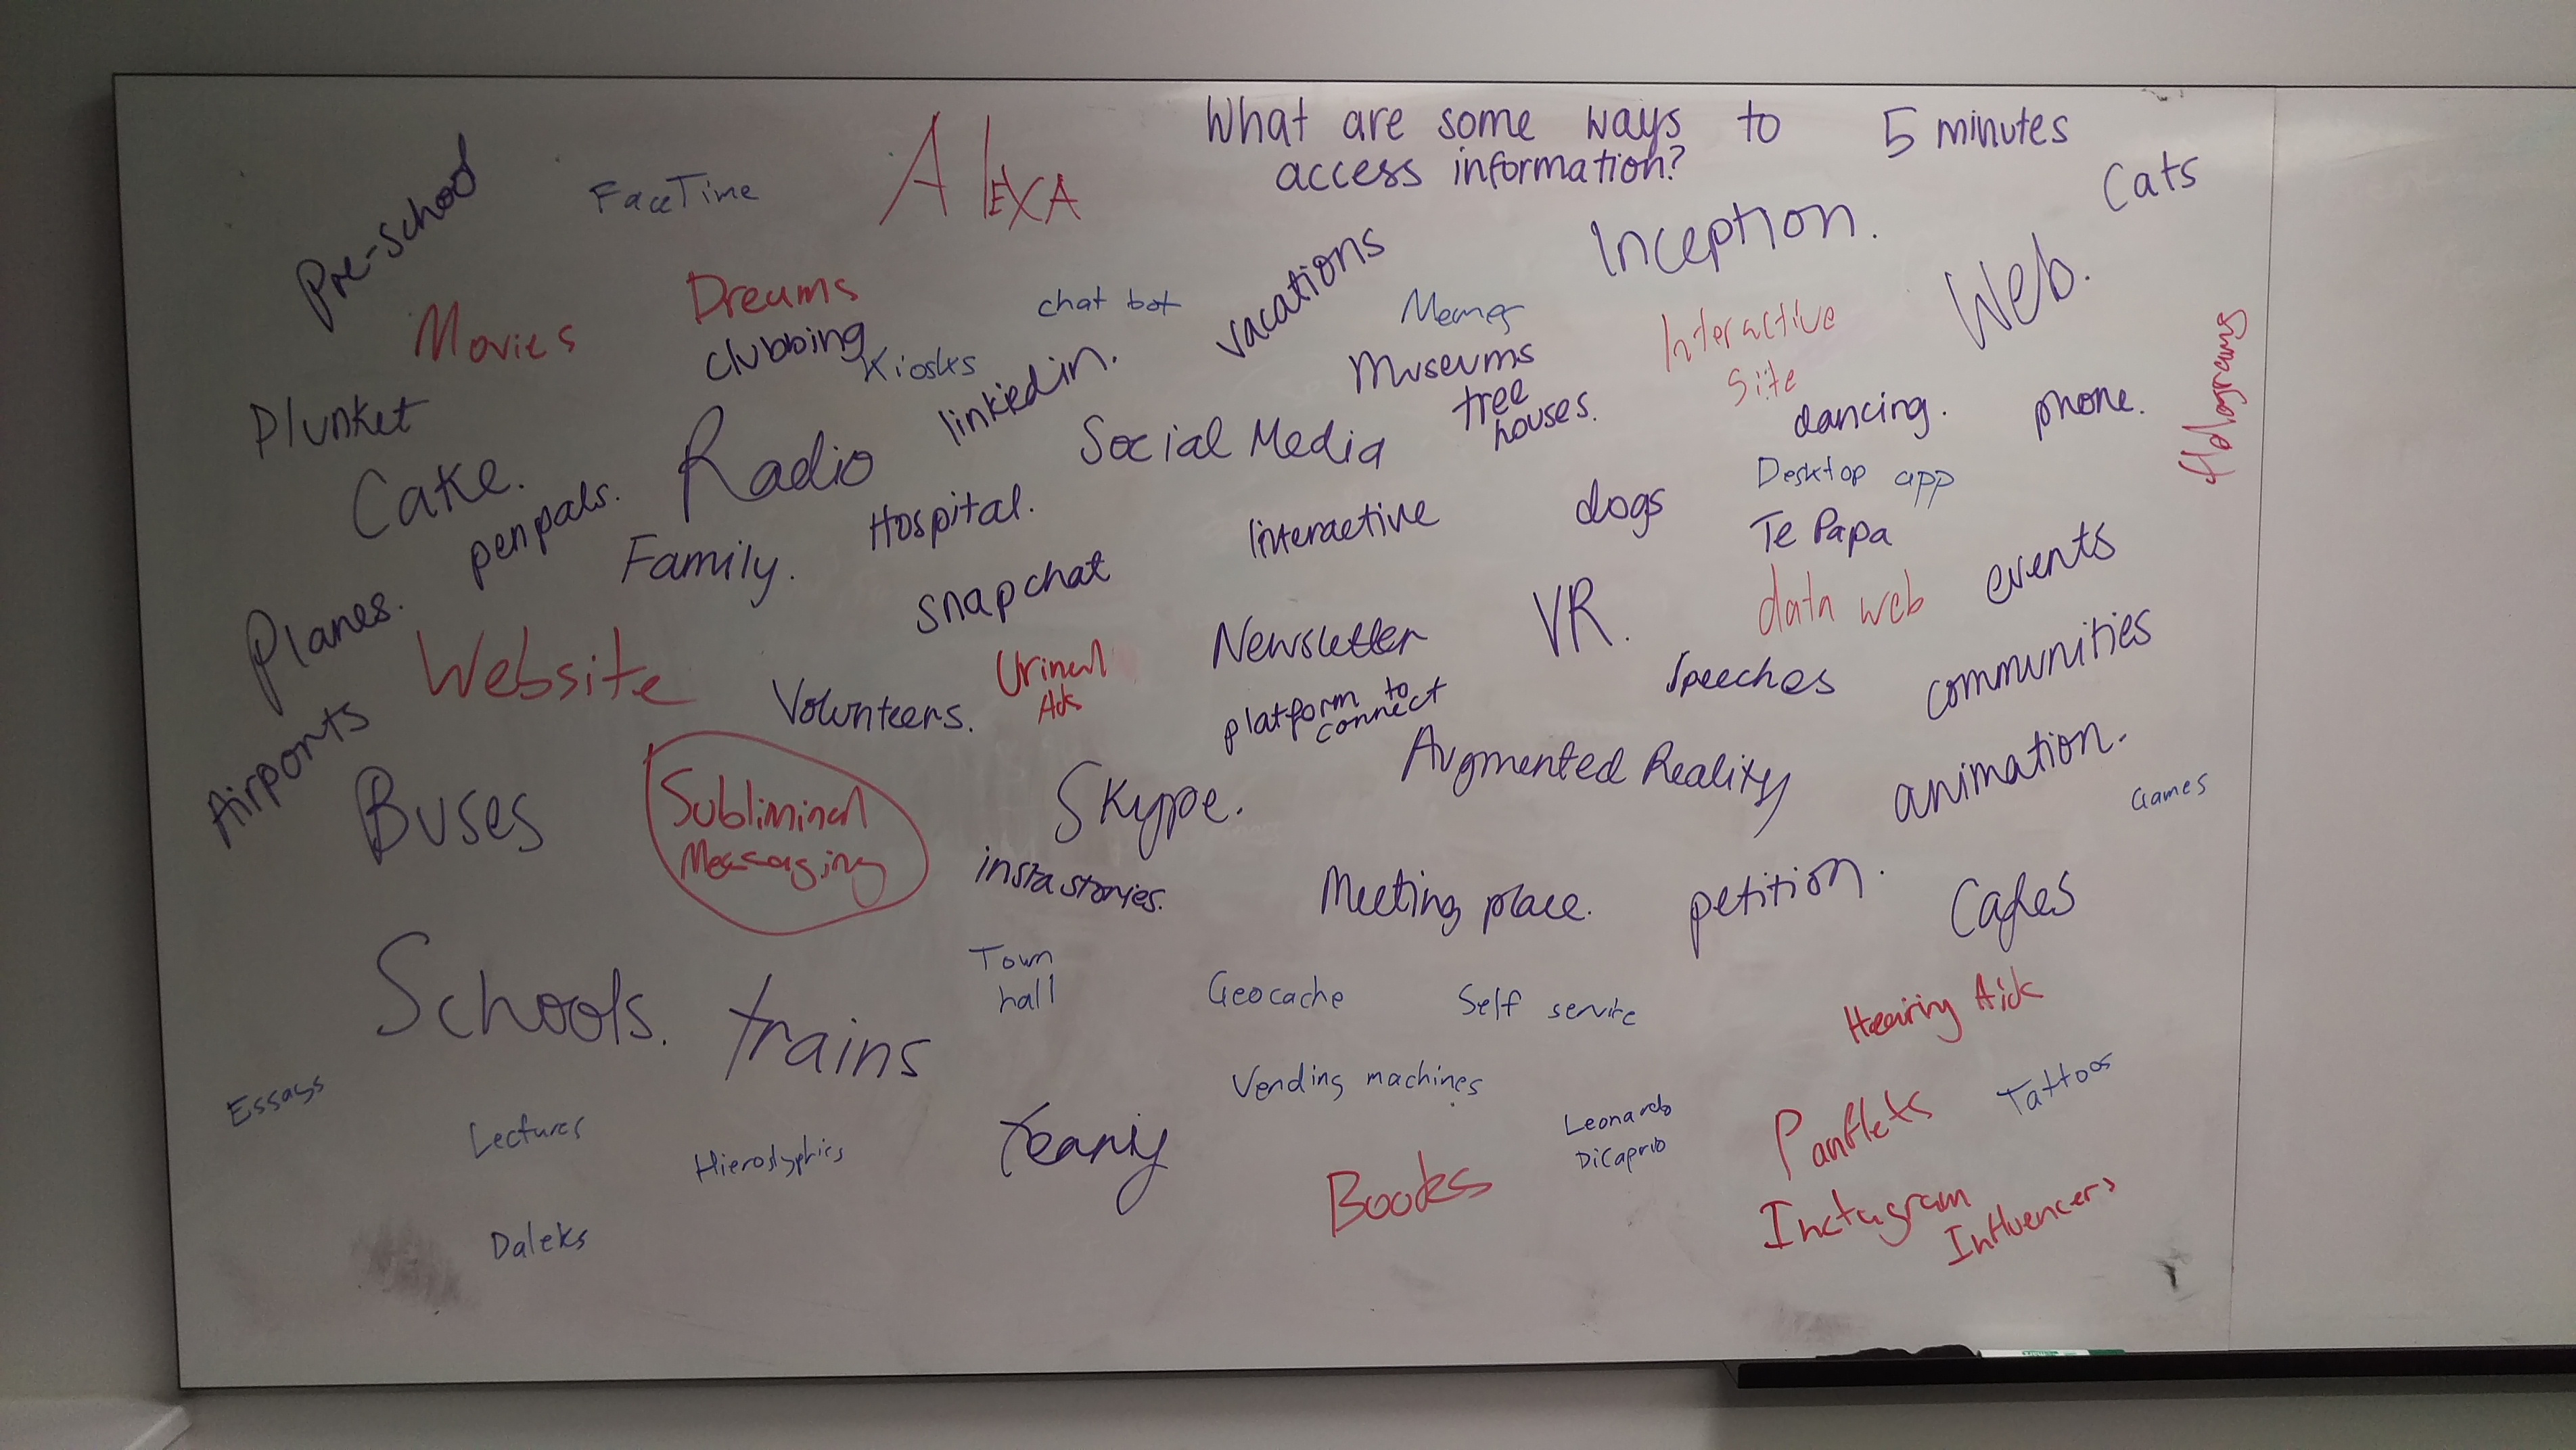 What are some ways to
access information?
5 minutes
Cats
Pre-school
FaceTime
AlEXA
Inception.
Web.
Movies
Dreams
clubbing
Kiosks
chat bot
vacations
Memes
Museums
tree
houses.
Interactive
Site
Holograms
Plunket
linkedin.
dancing.
phone.
Cake.
Radio
Social Media
Desktop app
penpals.
Hospital.
Interactive
dogs
Te Papa
Family.
snapchat
data web
events
Planes.
Website
Urinal
Ads
Newsletter
VR.
Speeches
communities
Volunteers.
platform to
connect
Airports
Buses
Subliminal
Messaging
Skype.
Augmented Reality
animation.
Games
insta stories.
Meeting place.
petition.
Cafes
Schools.
trains
Town
hall
Geocache
Self service
Hearing Aids
Essays
Lectures
Hieroglyphics
Vending machines
Leonardo
DiCaprio
Panflets
Tattoos
Books
Instagram
Influencers
Daleks